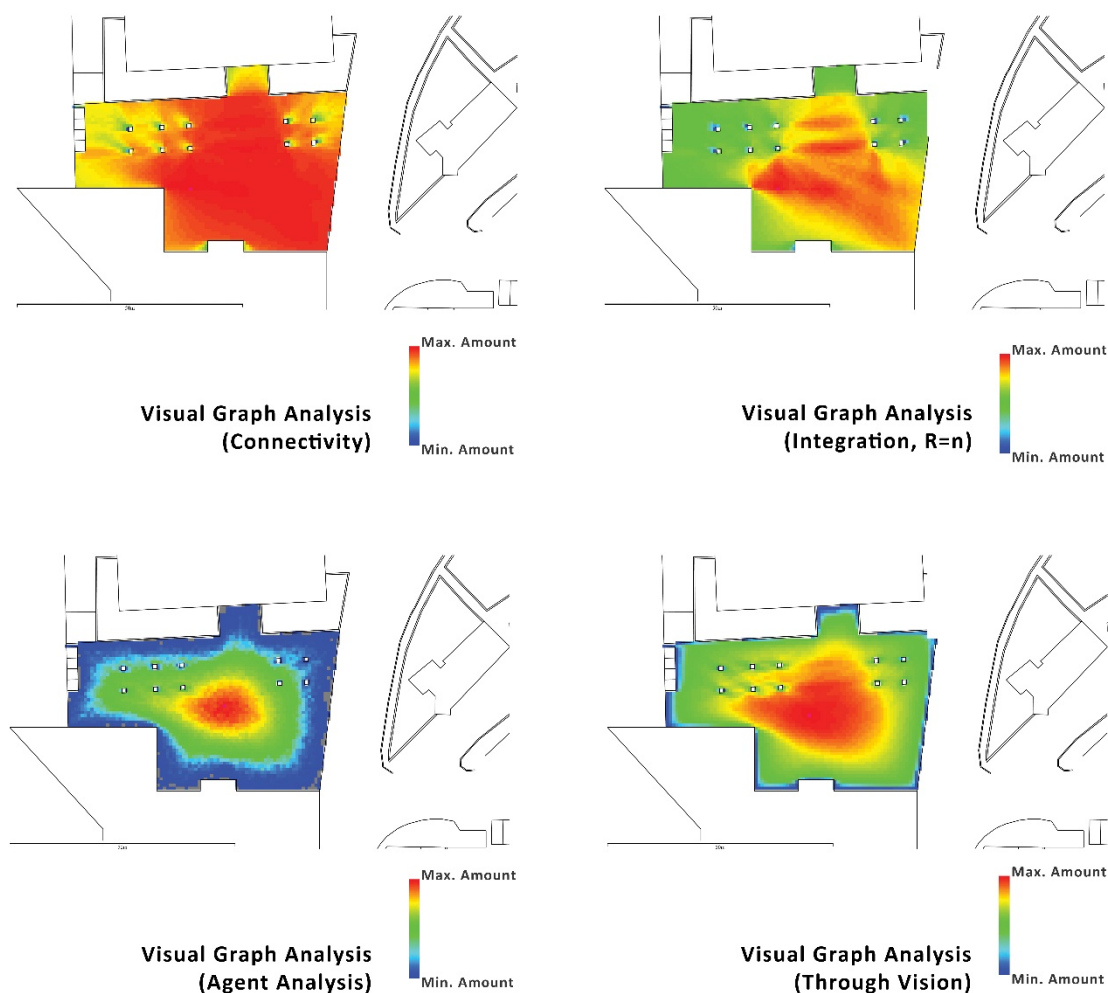 Max. Amount
Visual Graph Analysis
(Connectivity)
Min. Amount
Max. Amount
Visual Graph Analysis
(Integration, R=n)
Min. Amount
Max. Amount
Visual Graph Analysis
(Agent Analysis)
Min. Amount
Max. Amount
Visual Graph Analysis
(Through Vision)
Min. Amount